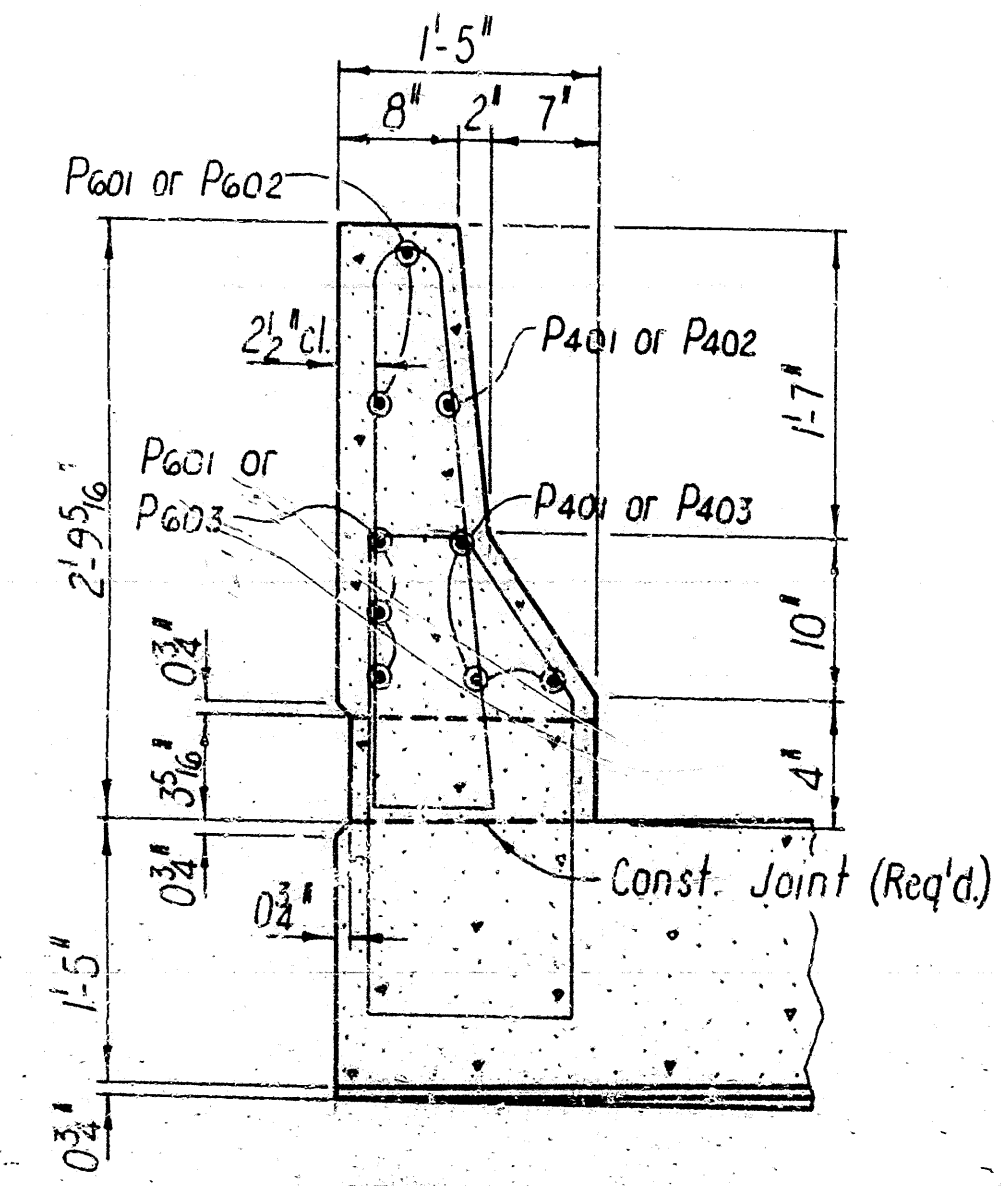 1'-5"
8" 2" 7"
P601 or P602
2½" cl.
P401 or P402
1'-7"
P601 or
P603
P401 or P403
2'-9 5/16"
10"
0¾"
3 5/16"
4"
0¾"
Const. Joint (Req'd.)
0¾"
1'-5"
0¾"